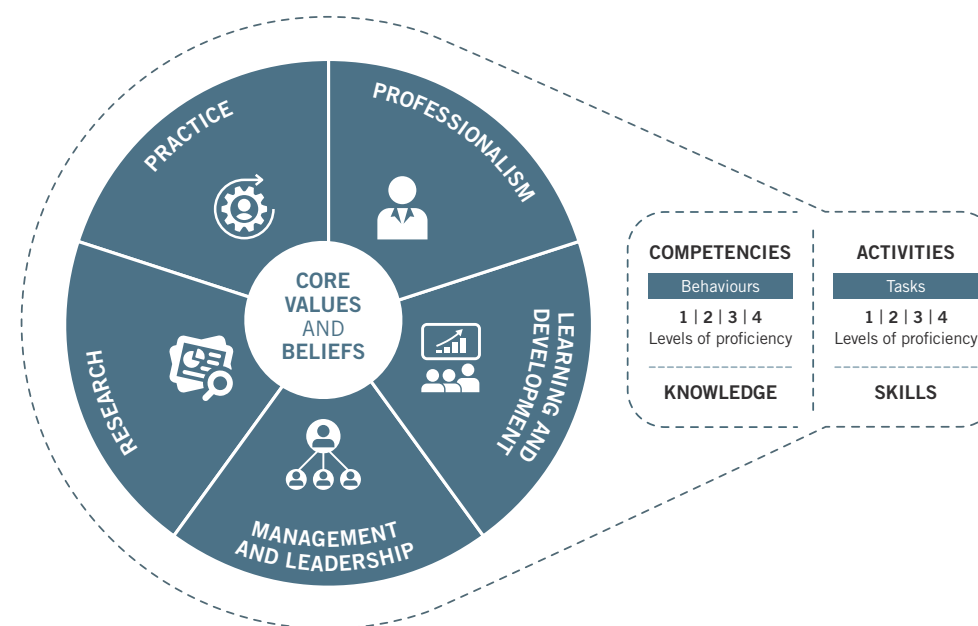 PRACTICE
PROFESSIONALISM
LEARNING AND
DEVELOPMENT
MANAGEMENT
AND LEADERSHIP
RESEARCH
CORE
VALUES
AND
BELIEFS
COMPETENCIES
Behaviours
1 | 2 | 3 | 4
Levels of proficiency
KNOWLEDGE
ACTIVITIES
Tasks
1 | 2 | 3 | 4
Levels of proficiency
SKILLS